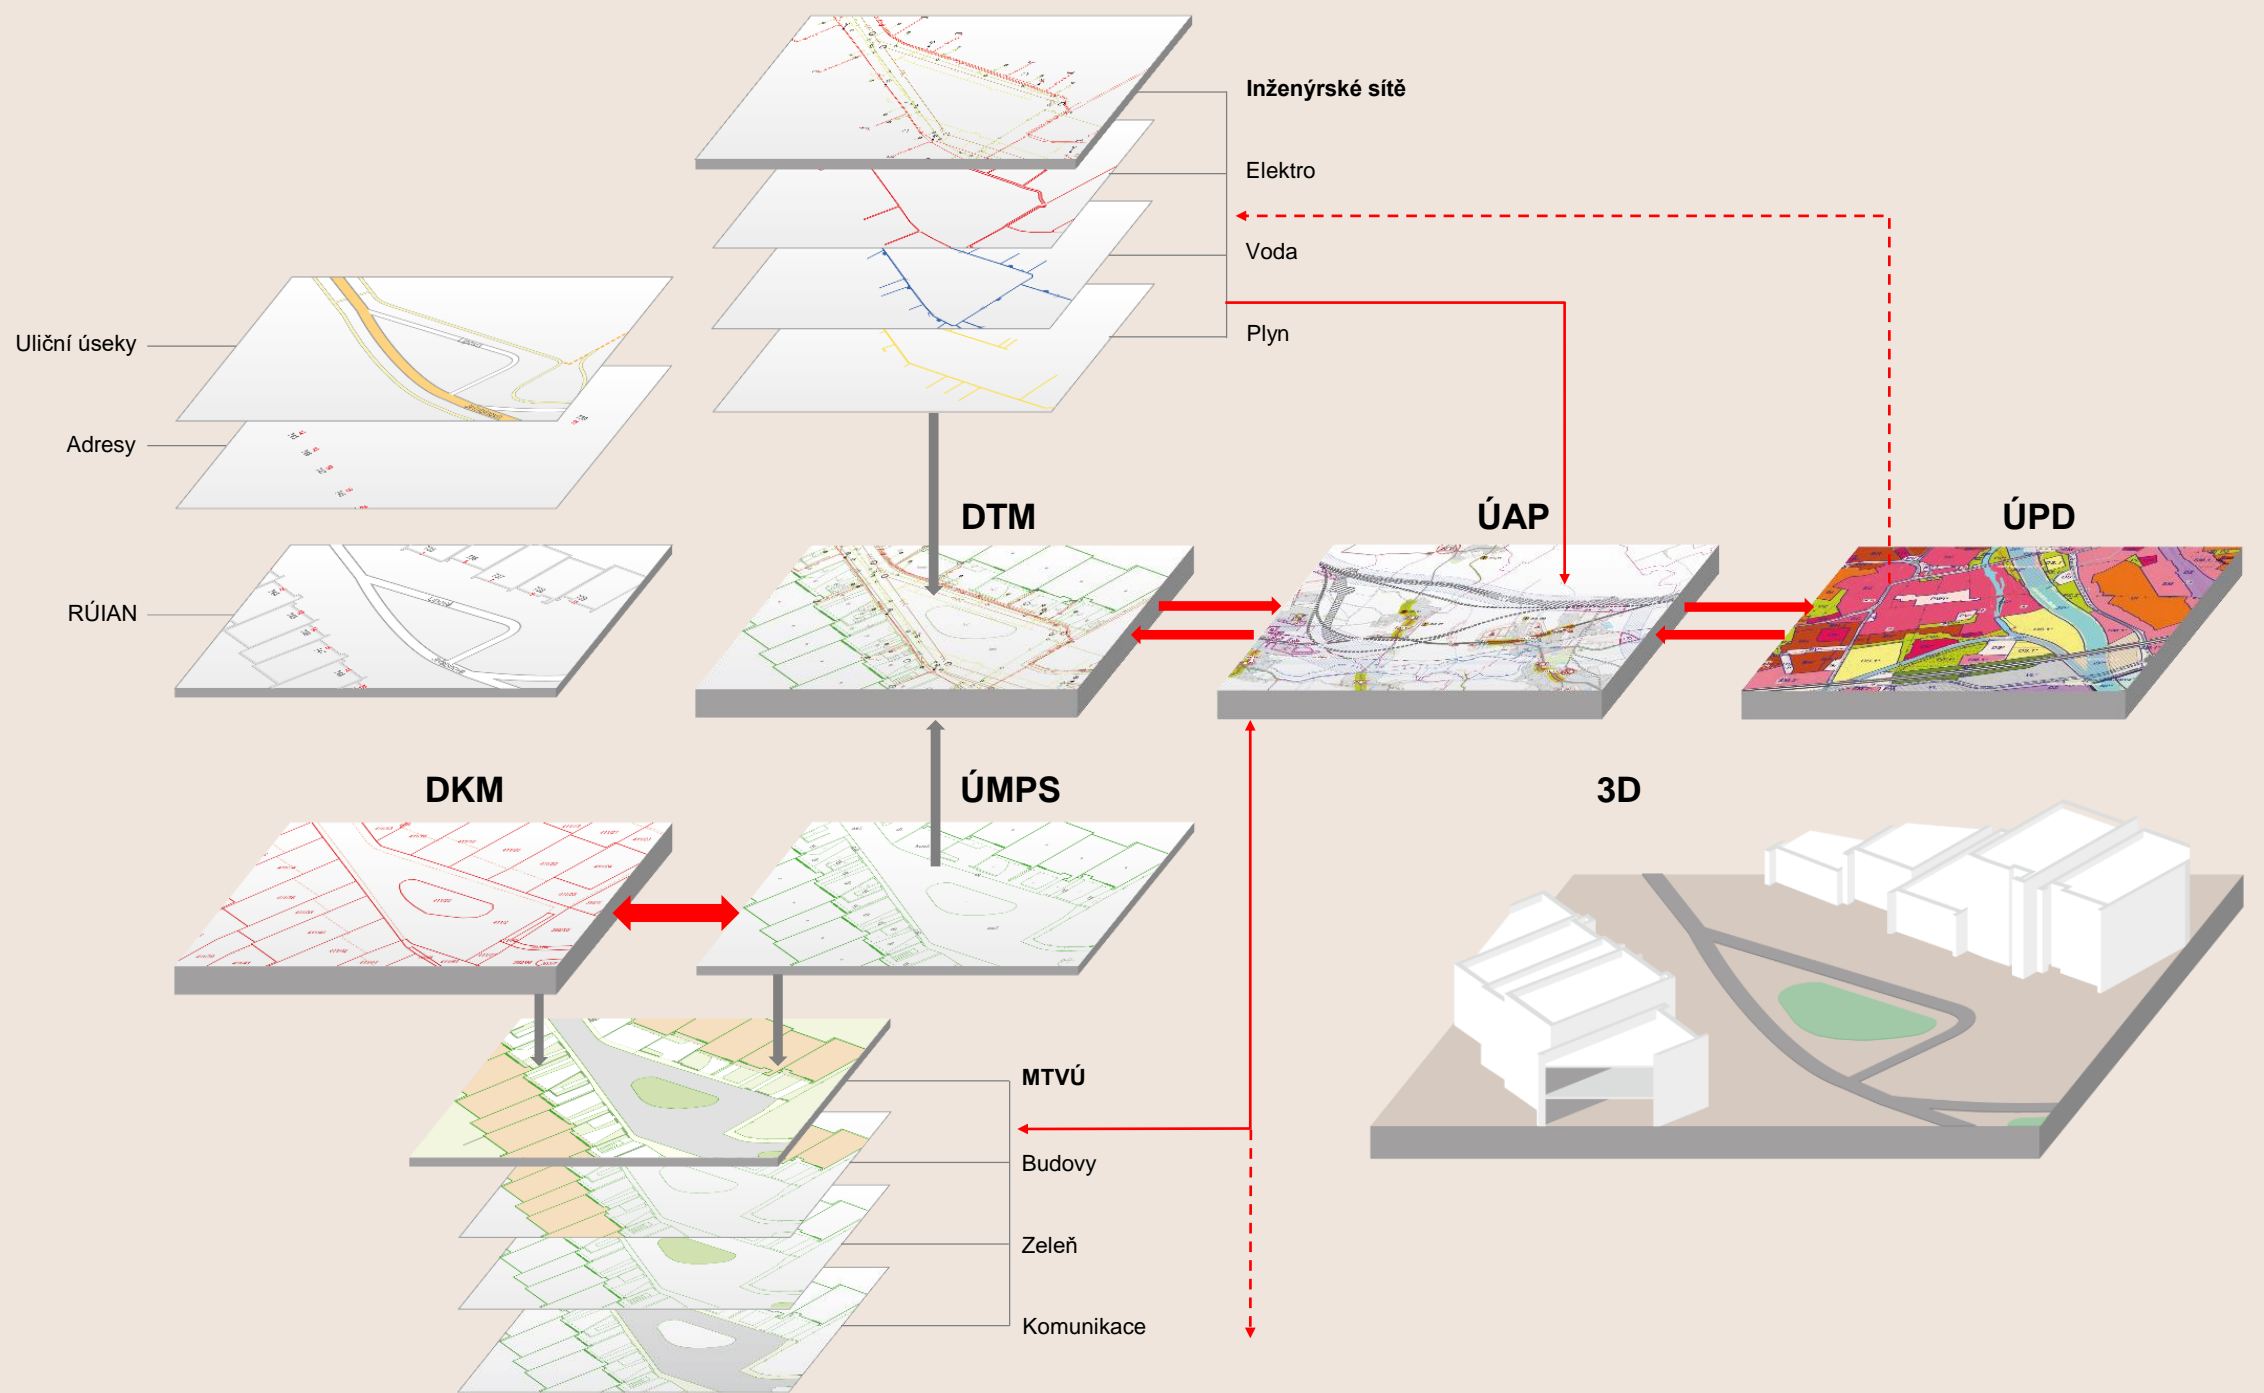 Inženýrské sítě
Elektro
Voda
Plyn
Uliční úseky
Adresy
RÚIAN
DTM
ÚAP
ÚPD
DKM
ÚMPS
3D
MTVÚ
Budovy
Zeleň
Komunikace